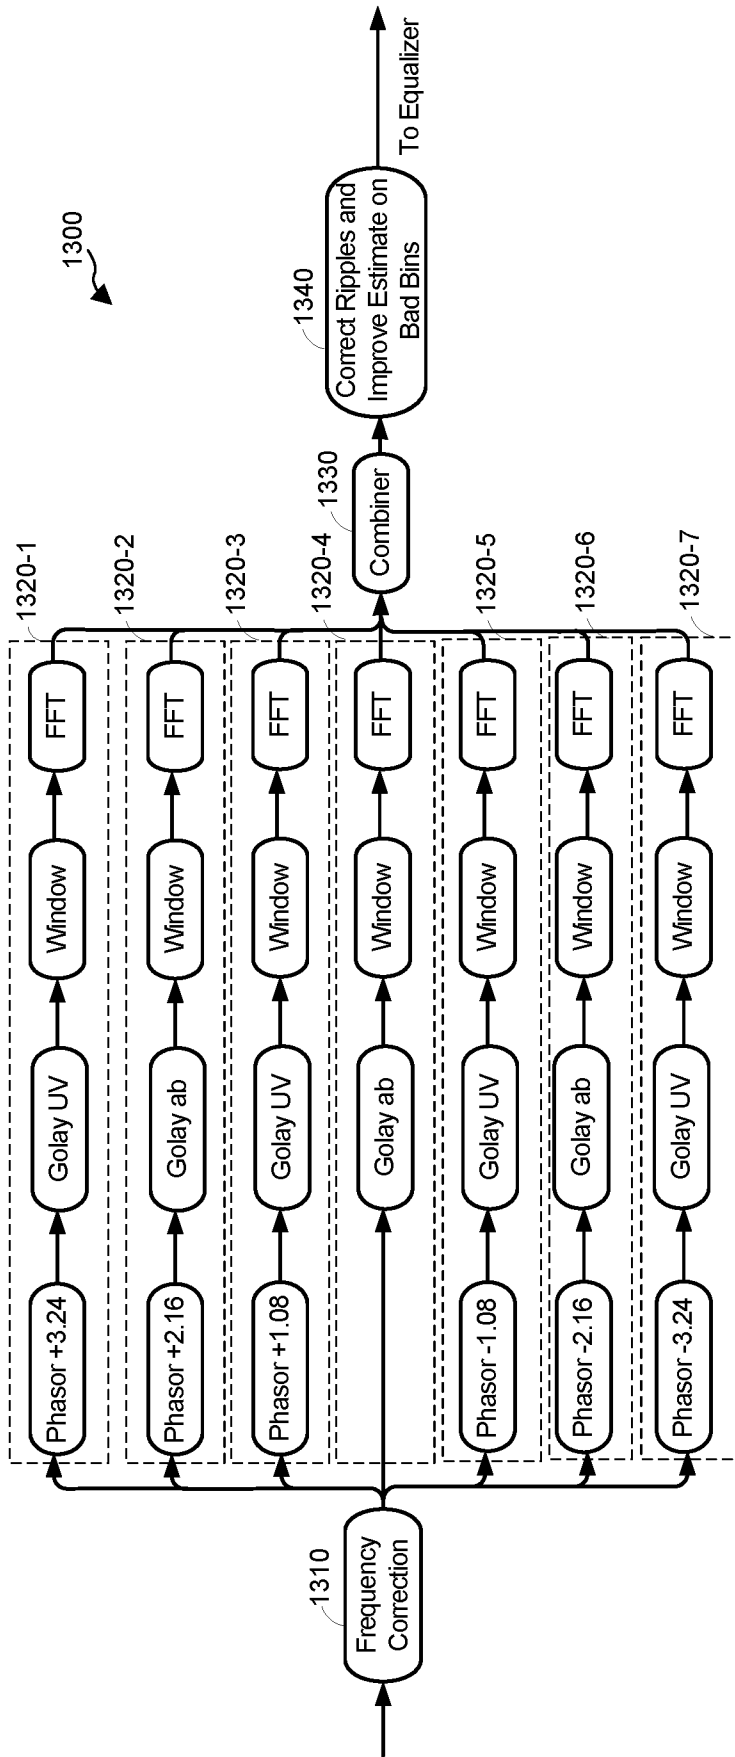 1300
1310
Frequency
Correction
1320-1
Phasor +3.24
Golay UV
Window
FFT
1320-2
Phasor +2.16
Golay ab
Window
FFT
1320-3
Phasor +1.08
Golay UV
Window
FFT
1320-4
Golay ab
Window
FFT
1320-5
Phasor -1.08
Golay UV
Window
FFT
1320-6
Phasor -2.16
Golay ab
Window
FFT
1320-7
Phasor -3.24
Golay UV
Window
FFT
1330
Combiner
1340
Correct Ripples and
Improve Estimate on
Bad Bins
To Equalizer